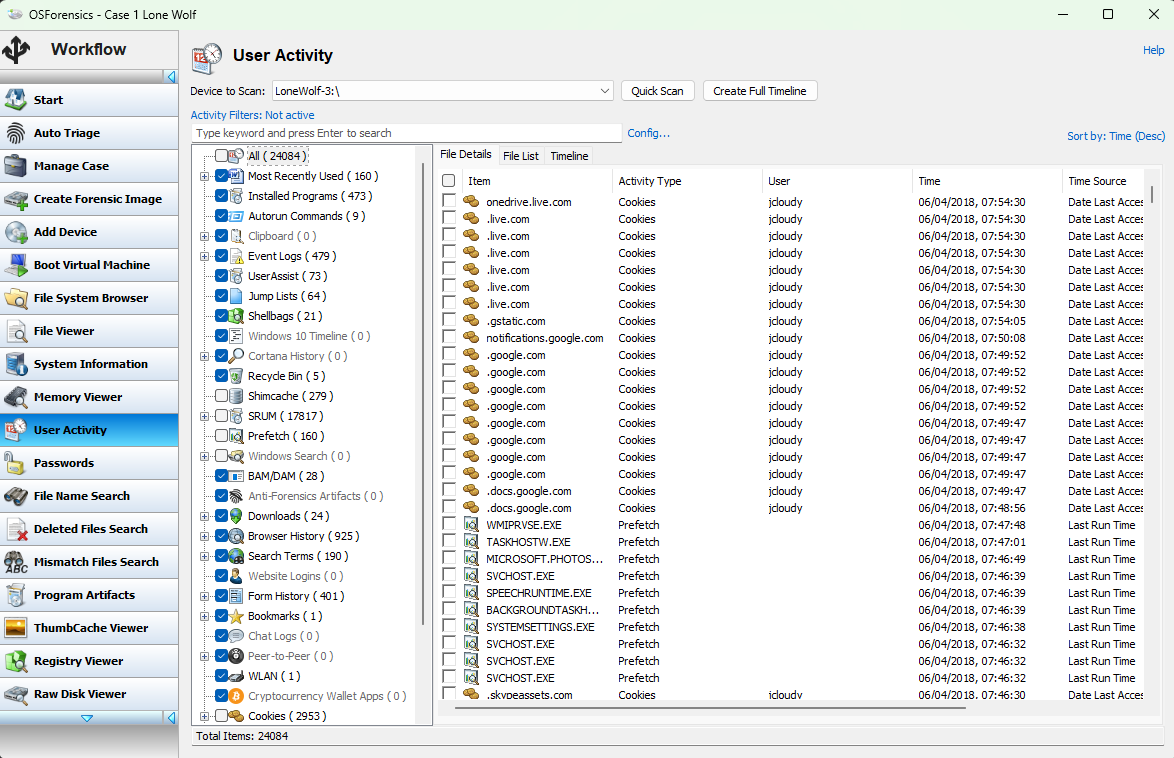 OSForensics - Case 1 Lone Wolf
Workflow
Start
Auto Triage
Manage Case
Create Forensic Image
Add Device
Boot Virtual Machine
File System Browser
File Viewer
System Information
Memory Viewer
User Activity
Passwords
File Name Search
Deleted Files Search
Mismatch Files Search
Program Artifacts
ThumbCache Viewer
Registry Viewer
Raw Disk Viewer
User Activity
Help
Device to Scan: LoneWolf-3:\ Quick Scan Create Full Timeline
Activity Filters: Not active
Type keyword and press Enter to search Config...
Sort by: Time (Desc)
All ( 24084 )
Most Recently Used ( 160 )
Installed Programs ( 473 )
Autorun Commands ( 9 )
Clipboard ( 0 )
Event Logs ( 479 )
UserAssist ( 73 )
Jump Lists ( 64 )
Shellbags ( 21 )
Windows 10 Timeline ( 0 )
Cortana History ( 0 )
Recycle Bin ( 5 )
Shimcache ( 279 )
SRUM ( 17817 )
Prefetch ( 160 )
Windows Search ( 0 )
BAM/DAM ( 28 )
Anti-Forensics Artifacts ( 0 )
Downloads ( 24 )
Browser History ( 925 )
Search Terms ( 190 )
Website Logins ( 0 )
Form History ( 401 )
Bookmarks ( 1 )
Chat Logs ( 0 )
Peer-to-Peer ( 0 )
WLAN ( 1 )
Cryptocurrency Wallet Apps ( 0 )
Cookies ( 2953 )
File Details File List Timeline
Item Activity Type User Time Time Source
onedrive.live.com Cookies jcloudy 06/04/2018, 07:54:30 Date Last Acces
.live.com Cookies jcloudy 06/04/2018, 07:54:30 Date Last Acces
.live.com Cookies jcloudy 06/04/2018, 07:54:30 Date Last Acces
.live.com Cookies jcloudy 06/04/2018, 07:54:30 Date Last Acces
.live.com Cookies jcloudy 06/04/2018, 07:54:30 Date Last Acces
.live.com Cookies jcloudy 06/04/2018, 07:54:30 Date Last Acces
.live.com Cookies jcloudy 06/04/2018, 07:54:30 Date Last Acces
.gstatic.com Cookies jcloudy 06/04/2018, 07:54:05 Date Last Acces
notifications.google.com Cookies jcloudy 06/04/2018, 07:50:08 Date Last Acces
.google.com Cookies jcloudy 06/04/2018, 07:49:52 Date Last Acces
.google.com Cookies jcloudy 06/04/2018, 07:49:52 Date Last Acces
.google.com Cookies jcloudy 06/04/2018, 07:49:52 Date Last Acces
.google.com Cookies jcloudy 06/04/2018, 07:49:52 Date Last Acces
.google.com Cookies jcloudy 06/04/2018, 07:49:47 Date Last Acces
.google.com Cookies jcloudy 06/04/2018, 07:49:47 Date Last Acces
.google.com Cookies jcloudy 06/04/2018, 07:49:47 Date Last Acces
.google.com Cookies jcloudy 06/04/2018, 07:49:47 Date Last Acces
.docs.google.com Cookies jcloudy 06/04/2018, 07:49:47 Date Last Acces
.docs.google.com Cookies jcloudy 06/04/2018, 07:48:56 Date Last Acces
WMIPRVSE.EXE Prefetch 06/04/2018, 07:47:48 Last Run Time
TASKHOSTW.EXE Prefetch 06/04/2018, 07:47:01 Last Run Time
MICROSOFT.PHOTOS... Prefetch 06/04/2018, 07:46:49 Last Run Time
SVCHOST.EXE Prefetch 06/04/2018, 07:46:39 Last Run Time
SPEECHRUNTIME.EXE Prefetch 06/04/2018, 07:46:39 Last Run Time
BACKGROUNDTASKH... Prefetch 06/04/2018, 07:46:39 Last Run Time
SYSTEMSETTINGS.EXE Prefetch 06/04/2018, 07:46:38 Last Run Time
SVCHOST.EXE Prefetch 06/04/2018, 07:46:32 Last Run Time
SVCHOST.EXE Prefetch 06/04/2018, 07:46:32 Last Run Time
SVCHOST.EXE Prefetch 06/04/2018, 07:46:32 Last Run Time
.skypeassets.com Cookies jcloudy 06/04/2018, 07:46:30 Date Last Acces
Total Items: 24084